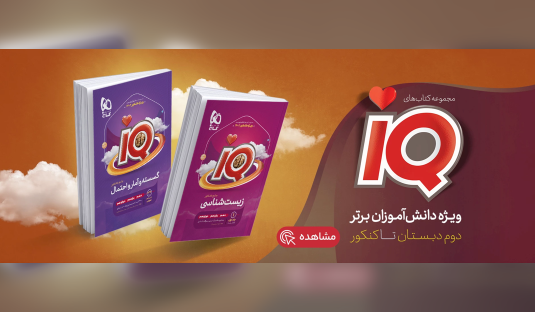 مجموعه کتاب‌های
IQ
ویژه دانش‌آموزان برتر
دوم دبستان تا کنکور
مشاهده
IQ
گسسته و آمار و احتمال
IQ
زیست‌شناسی